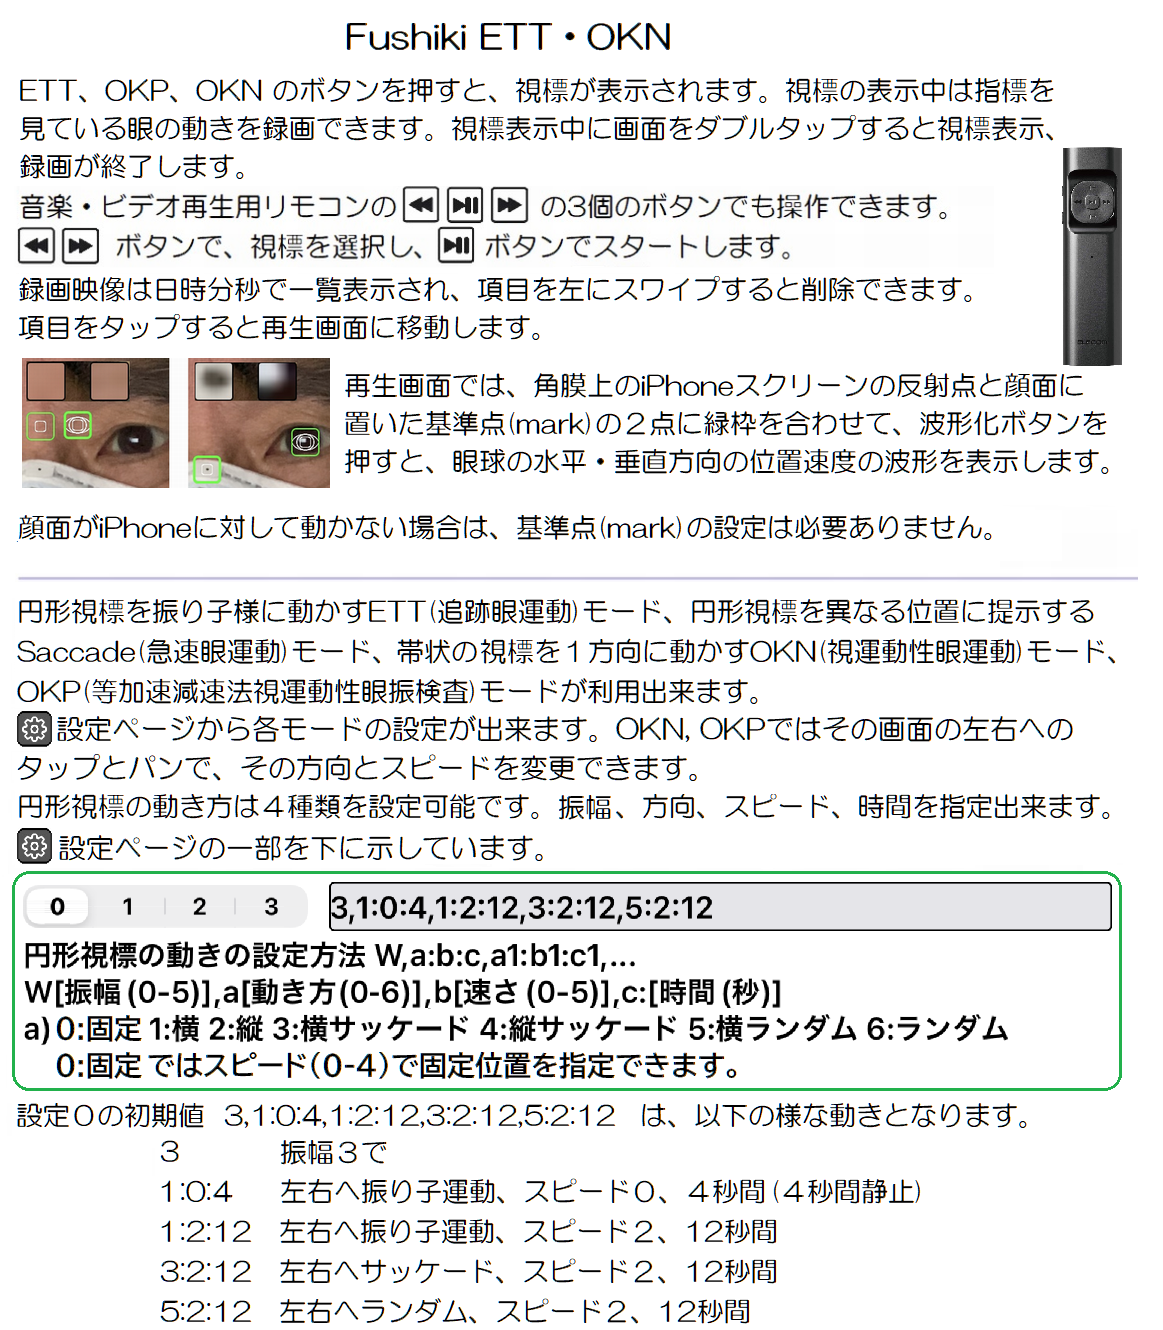 Fushiki ETT・OKN
ETT、OKP、OKN のボタンを押すと、視標が表示されます。視標の表示中は指標を
見ている眼の動きを録画できます。視標表示中に画面をダブルタップすると視標表示、
録画が終了します。
音楽・ビデオ再生用リモコンの の3個のボタンでも操作できます。
ボタンで、視標を選択し、 ボタンでスタートします。
録画映像は日時分秒で一覧表示され、項目を左にスワイプすると削除できます。
項目をタップすると再生画面に移動します。
再生画面では、角膜上のiPhoneスクリーンの反射点と顔面に
置いた基準点(mark)の２点に緑枠を合わせて、波形化ボタンを
押すと、眼球の水平・垂直方向の位置速度の波形を表示します。
顔面がiPhoneに対して動かない場合は、基準点(mark)の設定は必要ありません。
円形視標を振り子様に動かすETT(追跡眼運動)モード、円形視標を異なる位置に提示する
Saccade(急速眼運動)モード、帯状の視標を１方向に動かすOKN(視運動性眼運動)モード、
OKP(等加速減速法視運動性眼振検査)モードが利用出来ます。
設定ページから各モードの設定が出来ます。OKN, OKPではその画面の左右への
タップとパンで、その方向とスピードを変更できます。
円形視標の動き方は４種類を設定可能です。振幅、方向、スピード、時間を指定出来ます。
設定ページの一部を下に示しています。
0 1 2 3 3,1:0:4,1:2:12,3:2:12,5:2:12
円形視標の動きの設定方法 W,a:b:c,a1:b1:c1,...
W[振幅(0-5)],a[動き方(0-6)],b[速さ(0-5)],c:[時間(秒)]
a)0:固定 1:横 2:縦 3:横サッケード 4:縦サッケード 5:横ランダム 6:ランダム
0:固定 ではスピード(0-4)で固定位置を指定できます。
設定０の初期値 3,1:0:4,1:2:12,3:2:12,5:2:12 は、以下の様な動きとなります。
3 振幅３で
1:0:4 左右へ振り子運動、スピード０、４秒間(４秒間静止)
1:2:12 左右へ振り子運動、スピード２、12秒間
3:2:12 左右へサッケード、スピード２、12秒間
5:2:12 左右へランダム、スピード２、12秒間